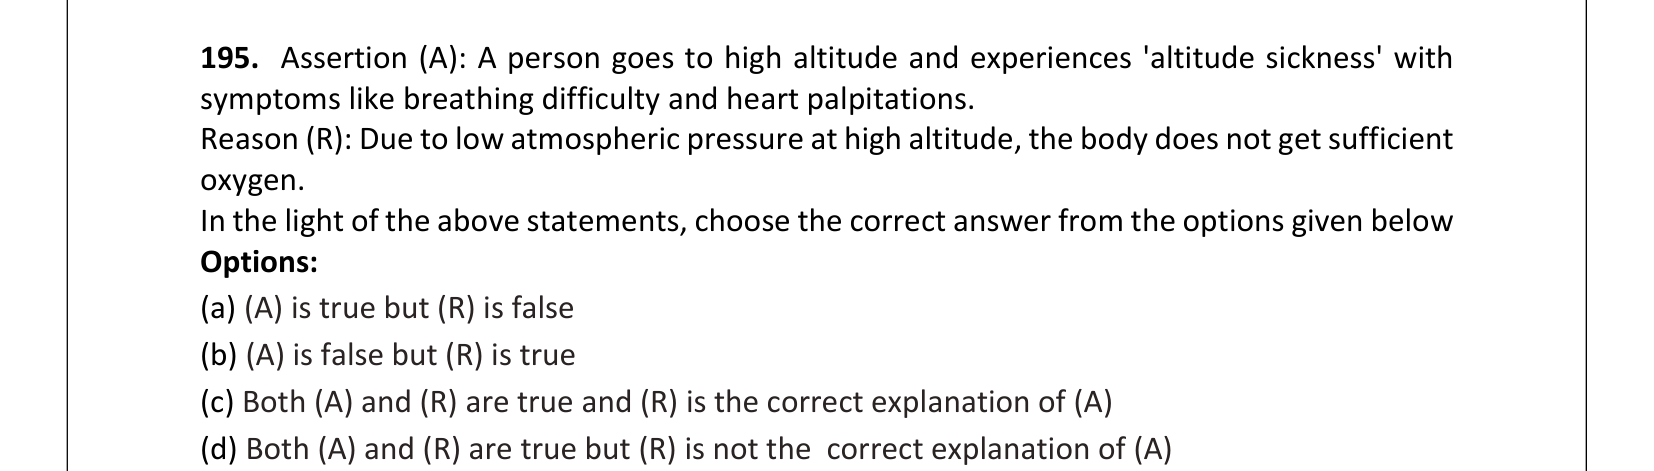 195. Assertion (A): A person goes to high altitude and experiences 'altitude sickness' with
symptoms like breathing difficulty and heart palpitations.
Reason (R): Due to low atmospheric pressure at high altitude, the body does not get sufficient
oxygen.
In the light of the above statements, choose the correct answer from the options given below
Options:
(a) (A) is true but (R) is false
(b) (A) is false but (R) is true
(c) Both (A) and (R) are true and (R) is the correct explanation of (A)
(d) Both (A) and (R) are true but (R) is not the correct explanation of (A)